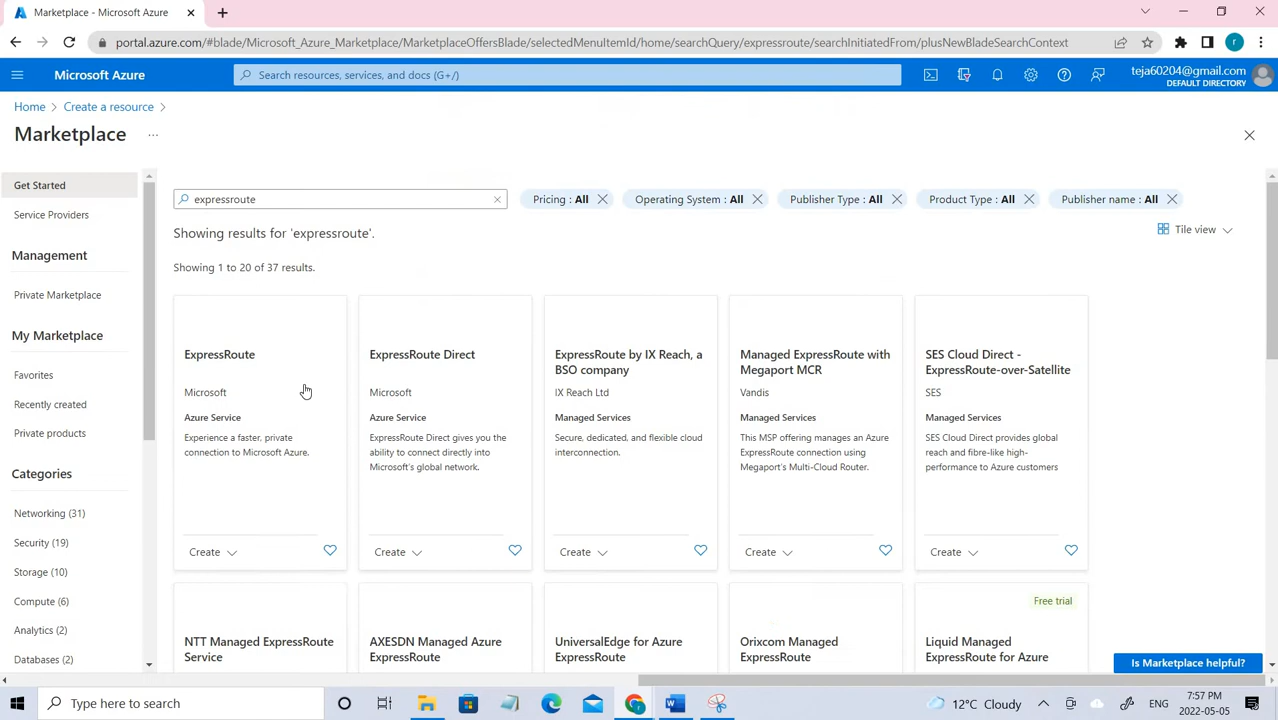 Marketplace - Microsoft Azure
portal.azure.com/#blade/Microsoft_Azure_Marketplace/MarketplaceOffersBlade/selectedMenuItemId/home/searchQuery/expressroute/searchInitiatedFrom/plusNewBladeSearchContext
Microsoft Azure
Search resources, services, and docs (G+/)
teja60204@gmail.com
DEFAULT DIRECTORY
Home > Create a resource >
Marketplace ...
Get Started
Service Providers
Management
Private Marketplace
My Marketplace
Favorites
Recently created
Private products
Categories
Networking (31)
Security (19)
Storage (10)
Compute (6)
Analytics (2)
Databases (2)
expressroute
Pricing : All
Operating System : All
Publisher Type : All
Product Type : All
Publisher name : All
Showing results for 'expressroute'.
Tile view
Showing 1 to 20 of 37 results.
ExpressRoute
Microsoft
Azure Service
Experience a faster, private
connection to Microsoft Azure.
Create
ExpressRoute Direct
Microsoft
Azure Service
ExpressRoute Direct gives you the
ability to connect directly into
Microsoft's global network.
Create
ExpressRoute by IX Reach, a
BSO company
IX Reach Ltd
Managed Services
Secure, dedicated, and flexible cloud
interconnection.
Create
Managed ExpressRoute with
Megaport MCR
Vandis
Managed Services
This MSP offering manages an Azure
ExpressRoute connection using
Megaport's Multi-Cloud Router.
Create
SES Cloud Direct -
ExpressRoute-over-Satellite
SES
Managed Services
SES Cloud Direct provides global
reach and fibre-like high-
performance to Azure customers
Create
NTT Managed ExpressRoute
Service
AXESDN Managed Azure
ExpressRoute
UniversalEdge for Azure
ExpressRoute
Orixcom Managed
ExpressRoute
Free trial
Liquid Managed
ExpressRoute for Azure
Is Marketplace helpful?
Type here to search
12°C Cloudy
ENG
7:57 PM
2022-05-05